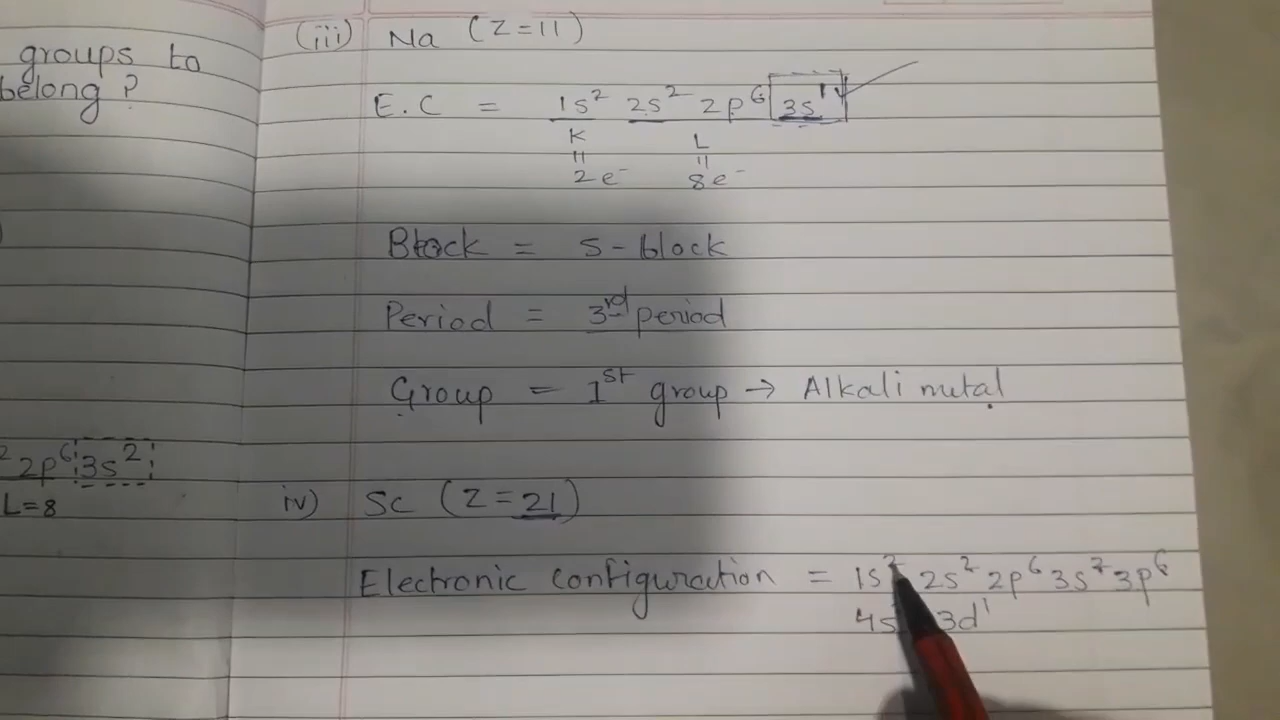 groups to
belong ?
2p⁶ 3s²
L=8
(iii) Na (Z=11)
E.C = 1s² 2s² 2p⁶ 3s¹
K L
= =
2e⁻ 8e⁻
Block = s-block
Period = 3rd period
Group = 1st group → Alkali metal
iv) Sc (Z=21)
Electronic configuration = 1s² 2s² 2p⁶ 3s² 3p⁶
4s 3d¹